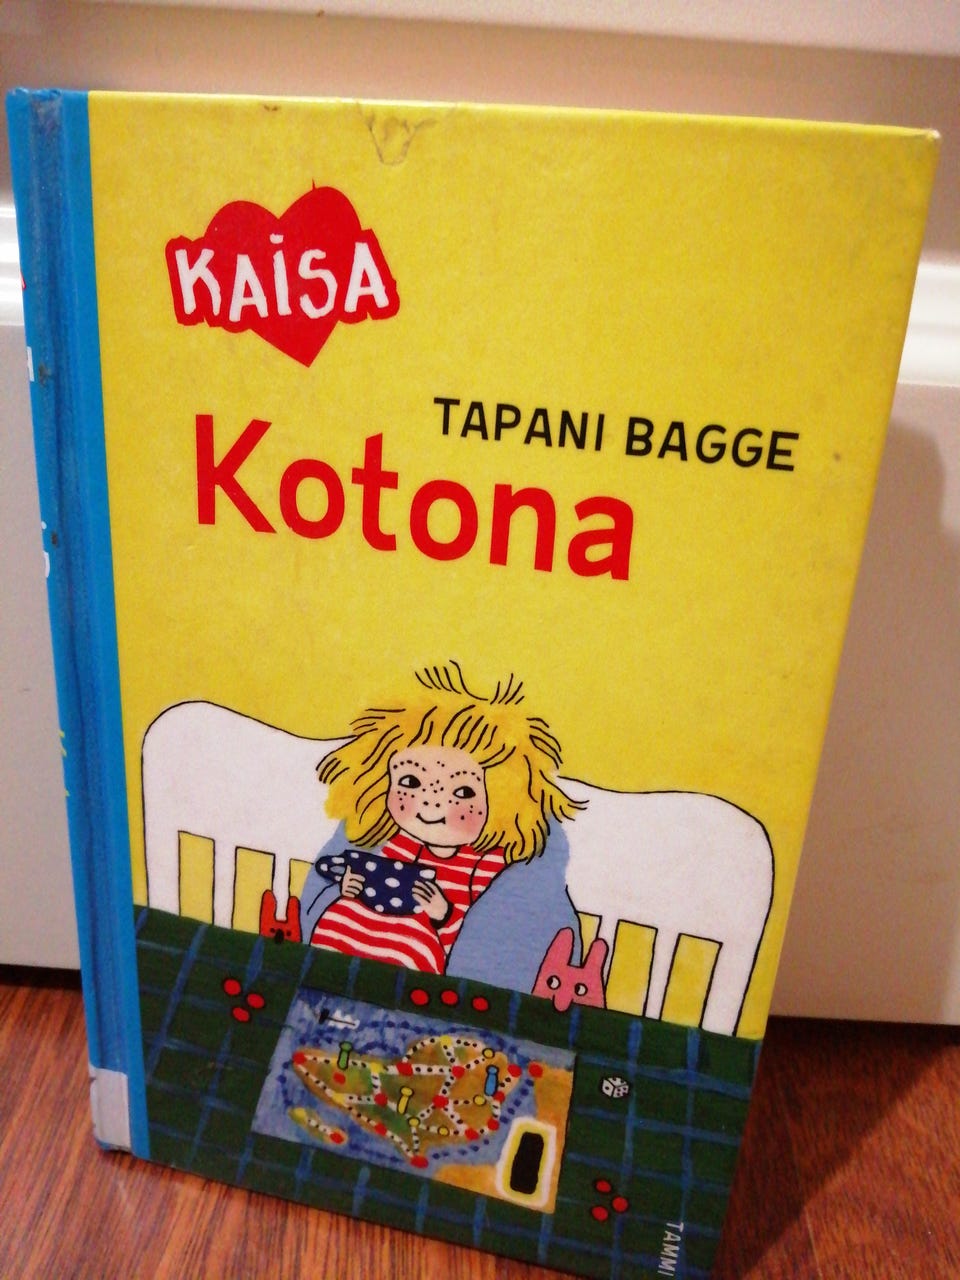 KAiSA
TAPANI BAGGE
Kotona
TAMMI